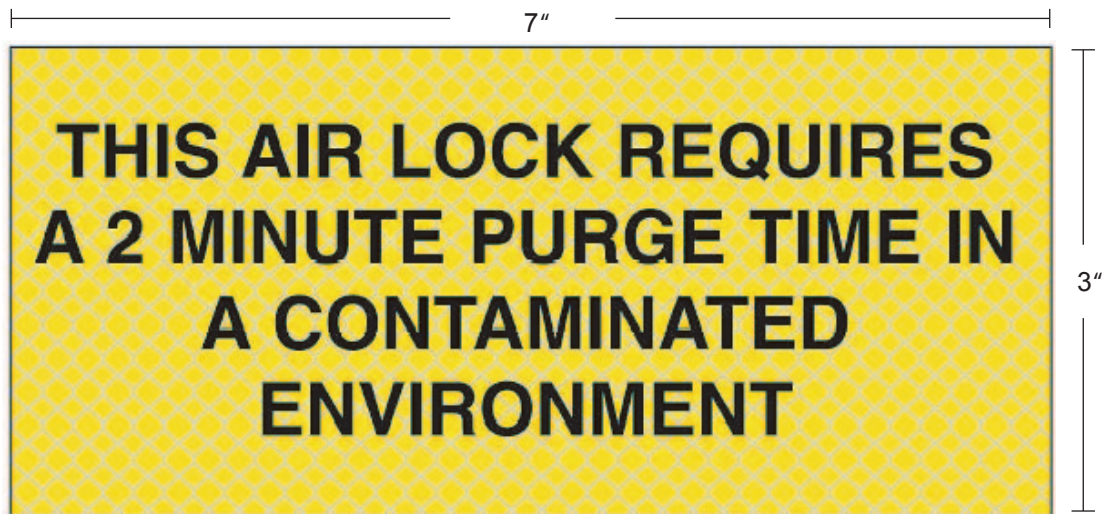 7“
THIS AIR LOCK REQUIRES
A 2 MINUTE PURGE TIME IN
A CONTAMINATED
ENVIRONMENT
3“